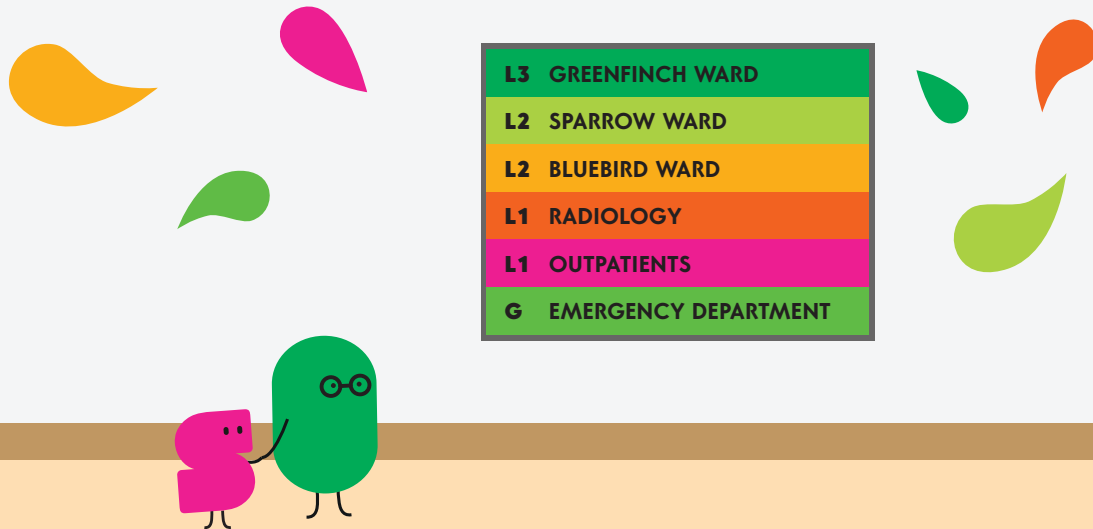 L3 GREENFINCH WARD
L2 SPARROW WARD
L2 BLUEBIRD WARD
L1 RADIOLOGY
L1 OUTPATIENTS
G EMERGENCY DEPARTMENT